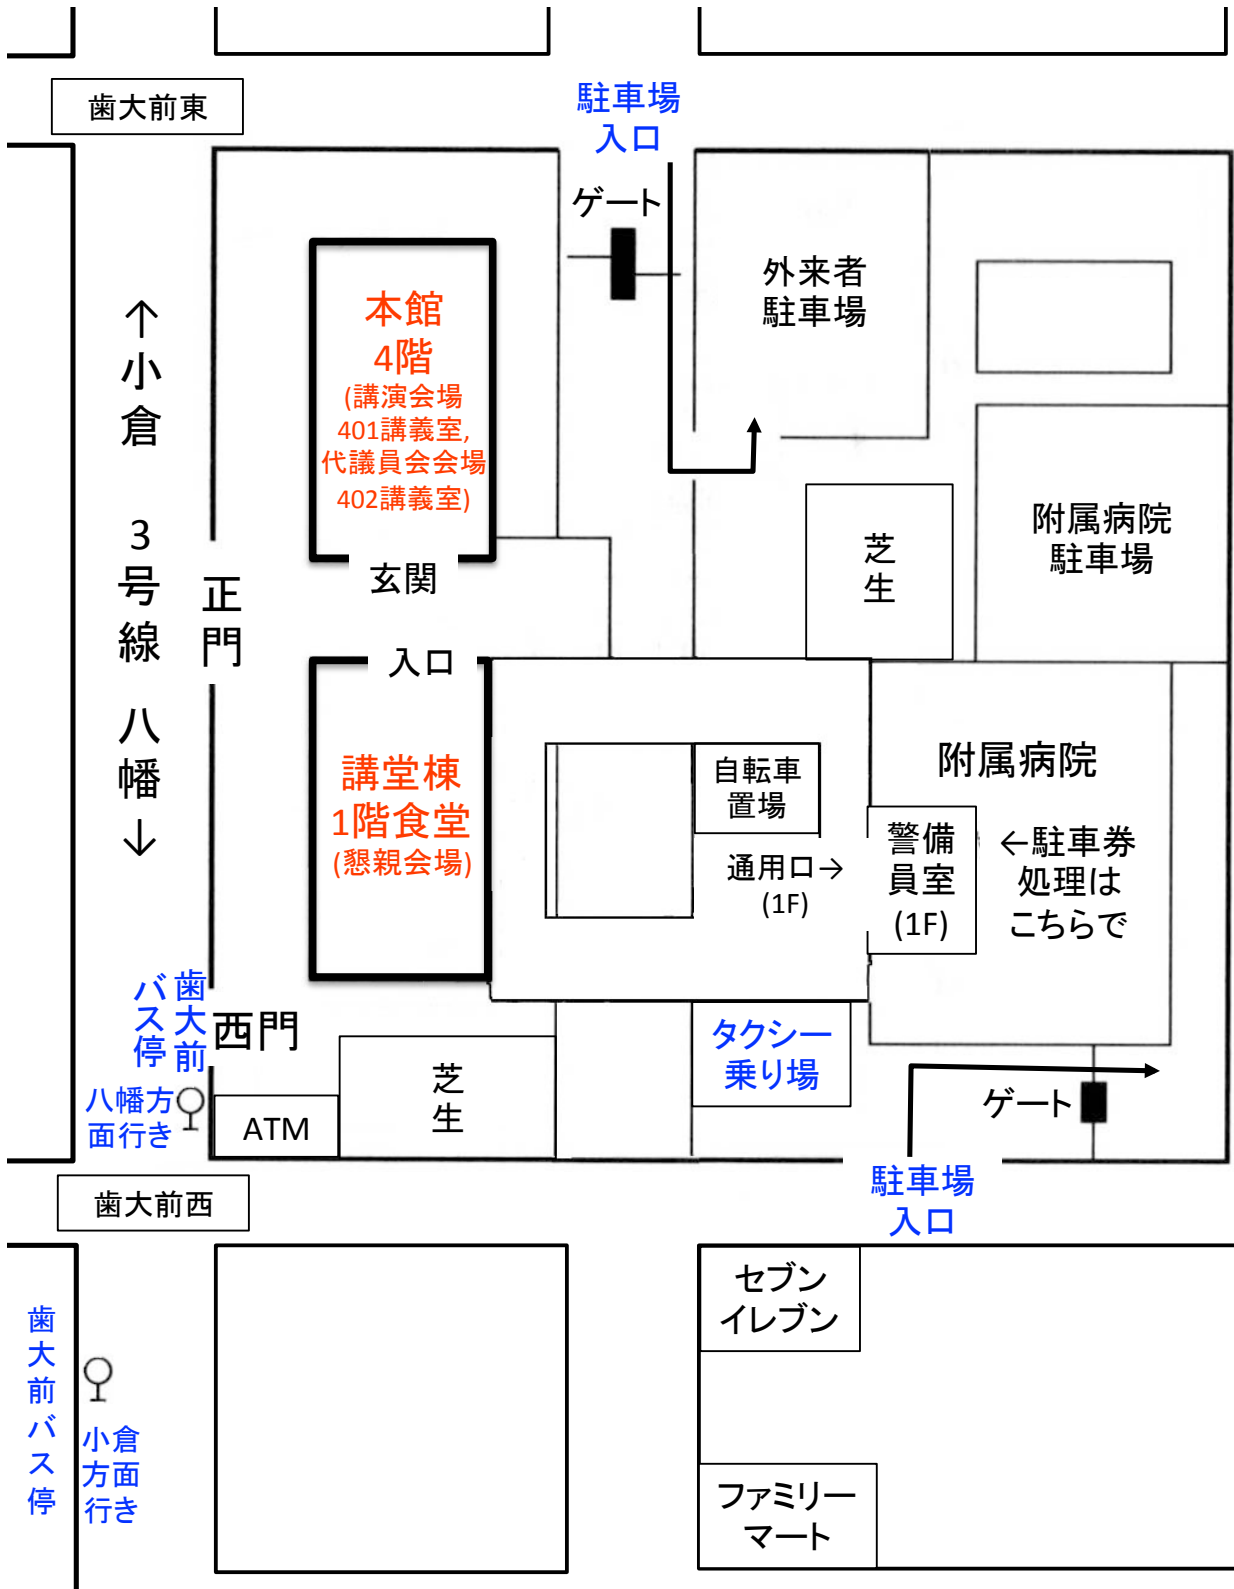 歯大前東
駐車場
入口
ゲート
外来者
駐車場
本館
4階
(講演会場
401講義室,
代議員会会場
402講義室)
↑小倉 3号線 八幡↓
正門
玄関
入口
芝生
附属病院
駐車場
講堂棟
1階食堂
(懇親会場)
自転車
置場
通用口→
(1F)
附属病院
警備
員室
(1F)
←駐車券
処理は
こちらで
歯大前
バス停
八幡方
面行き
西門
ATM
芝生
タクシー
乗り場
ゲート
駐車場
入口
歯大前西
歯大前バス停
小倉
方面
行き
セブン
イレブン
ファミリー
マート